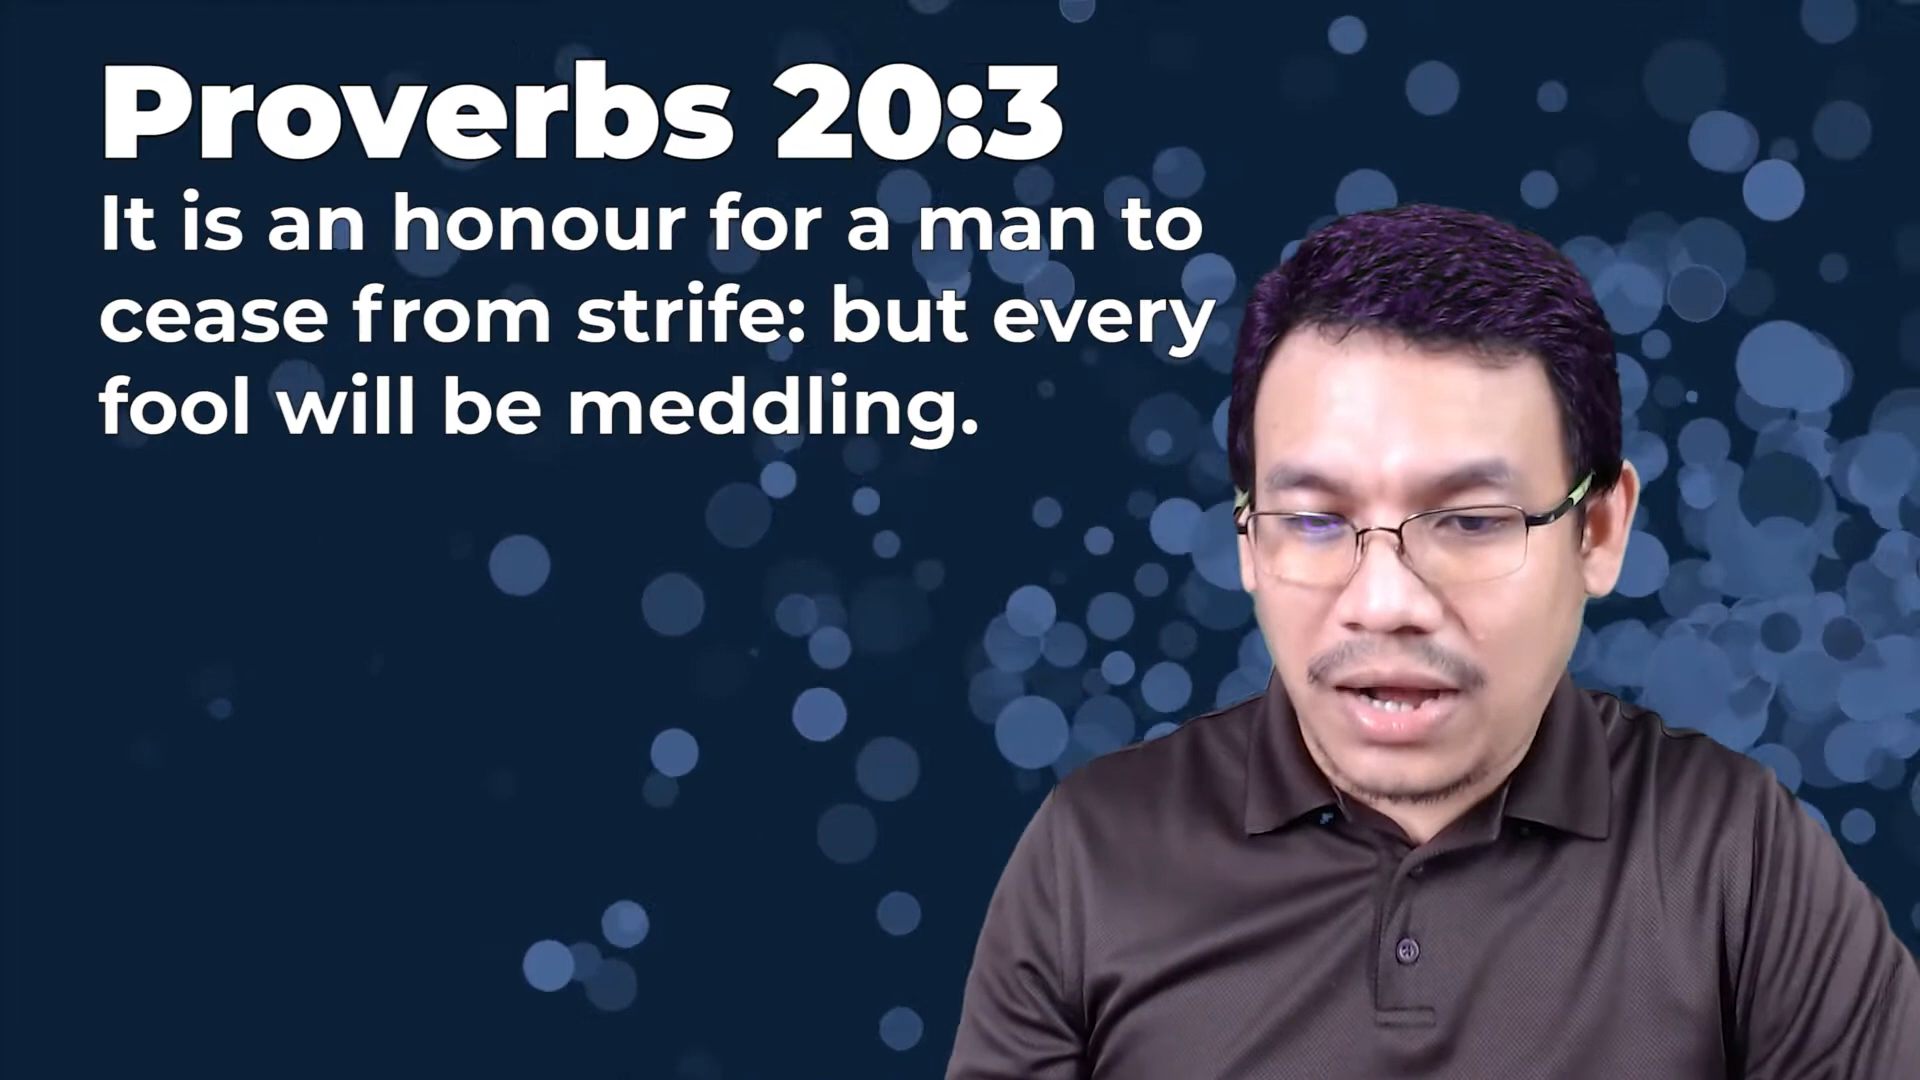 Proverbs 20:3
It is an honour for a man to
cease from strife: but every
fool will be meddling.